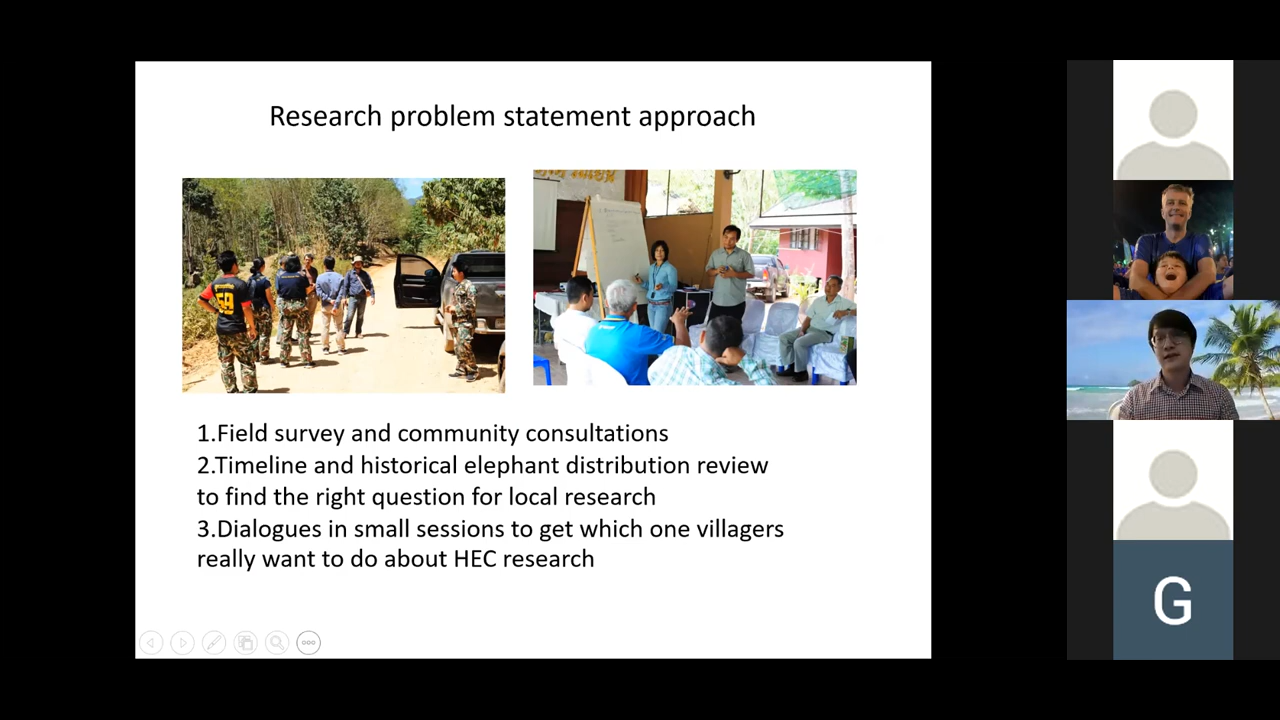 Research problem statement approach
59
1.Field survey and community consultations
2.Timeline and historical elephant distribution review
to find the right question for local research
3.Dialogues in small sessions to get which one villagers
really want to do about HEC research
G